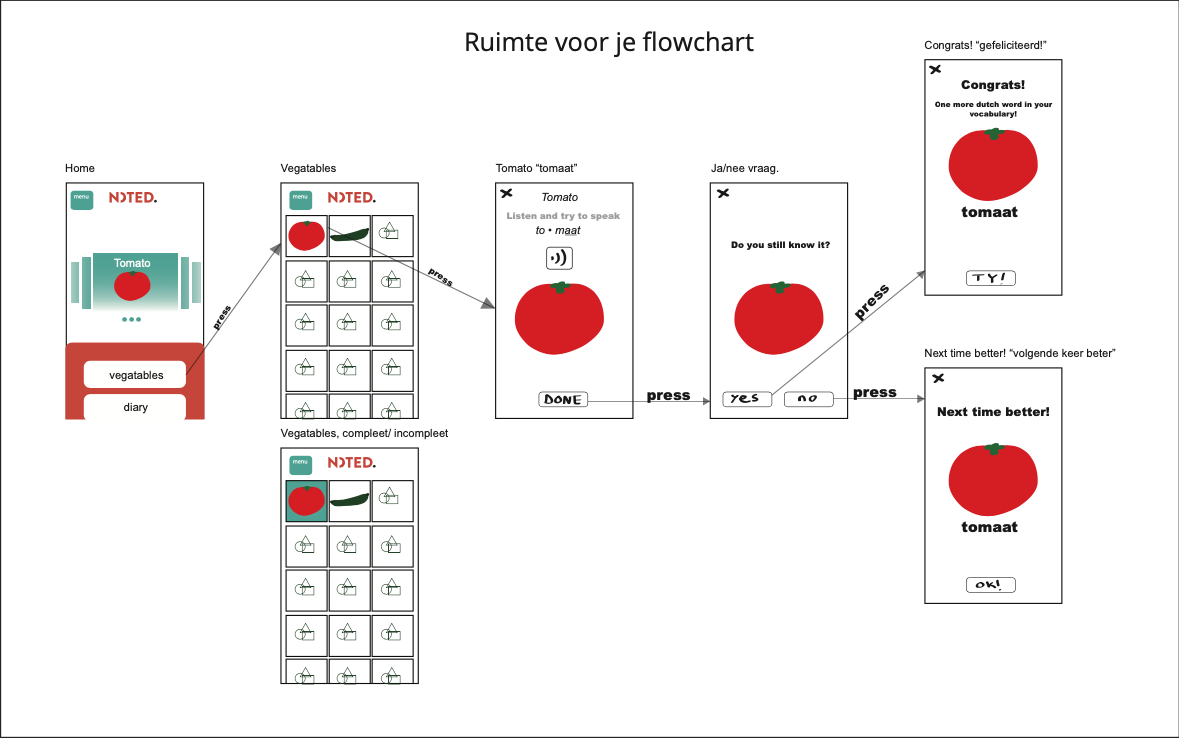 Ruimte voor je flowchart
Home
menu
NOTED.
Tomato
vegatables
diary
press
Vegatables
menu
NOTED.
press
Vegatables, compleet/ incompleet
menu
NOTED.
Tomato “tomaat”
Tomato
Listen and try to speak
to • maat
DONE
press
Ja/nee vraag.
Do you still know it?
yes
no
press
press
Congrats! “gefeliciteerd!”
Congrats!
One more dutch word in your
vocabulary!
tomaat
TY!
Next time better! “volgende keer beter”
Next time better!
tomaat
OK!